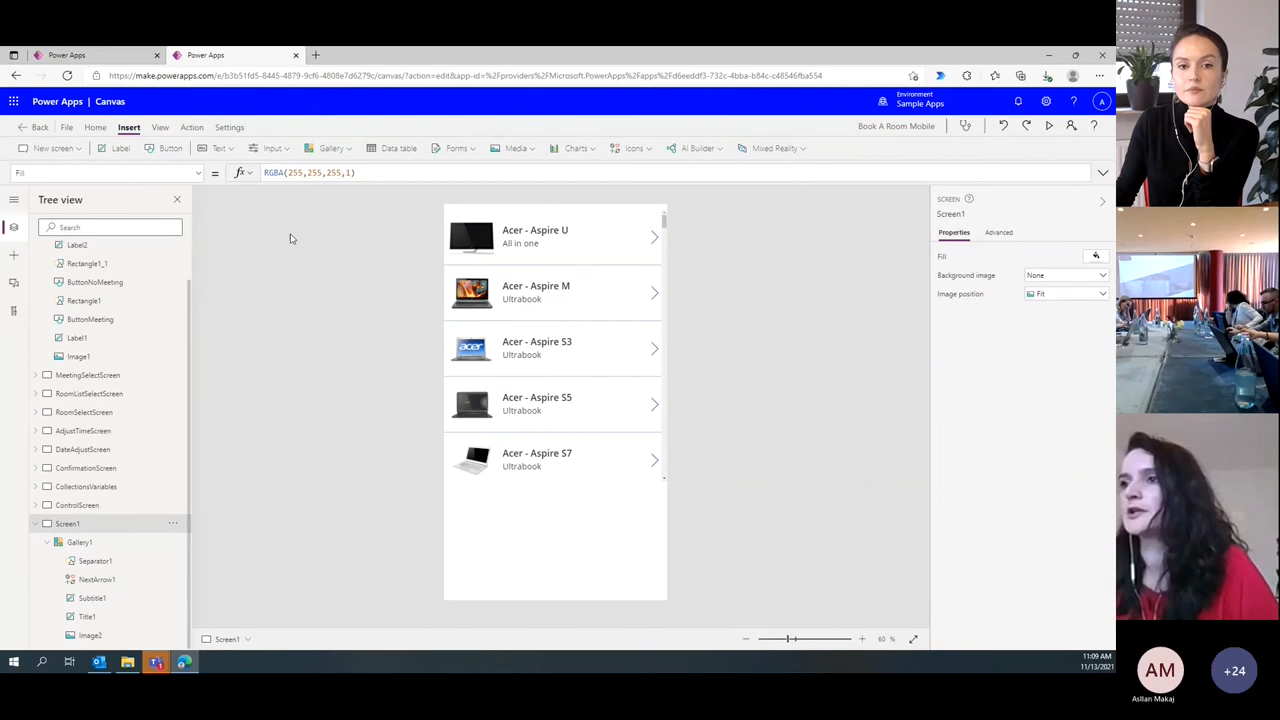 Power Apps
Power Apps
https://make.powerapps.com/e/b3b51fd5-8445-4879-9cf6-4808e7d6279c/canvas/?action=edit&app-id=%2Fproviders%2FMicrosoft.PowerApps%2Fapps%2Fd6eeddf3-732c-4bba-b84c-c48546fba554
Power Apps | Canvas
Environment
Sample Apps
A
Back
File
Home
Insert
View
Action
Settings
Book A Room Mobile
New screen
Label
Button
Text
Input
Gallery
Data table
Forms
Media
Charts
Icons
AI Builder
Mixed Reality
Fill
=
fx
RGBA(255,255,255,1)
Tree view
Search
Label2
Rectangle1_1
ButtonNoMeeting
Rectangle1
ButtonMeeting
Label1
Image1
MeetingSelectScreen
RoomListSelectScreen
RoomSelectScreen
AdjustTimeScreen
DateAdjustScreen
ConfirmationScreen
CollectionsVariables
ControlScreen
Screen1
Gallery1
Separator1
NextArrow1
Subtitle1
Title1
Image2
Acer - Aspire U
All in one
Acer - Aspire M
Ultrabook
acer
Acer - Aspire S3
Ultrabook
Acer - Aspire S5
Ultrabook
Acer - Aspire S7
Ultrabook
SCREEN
Screen1
Properties
Advanced
Fill
Background image
None
Image position
Fit
Screen1
60 %
11:09 AM
11/13/2021
AM
Asllan Makaj
+24